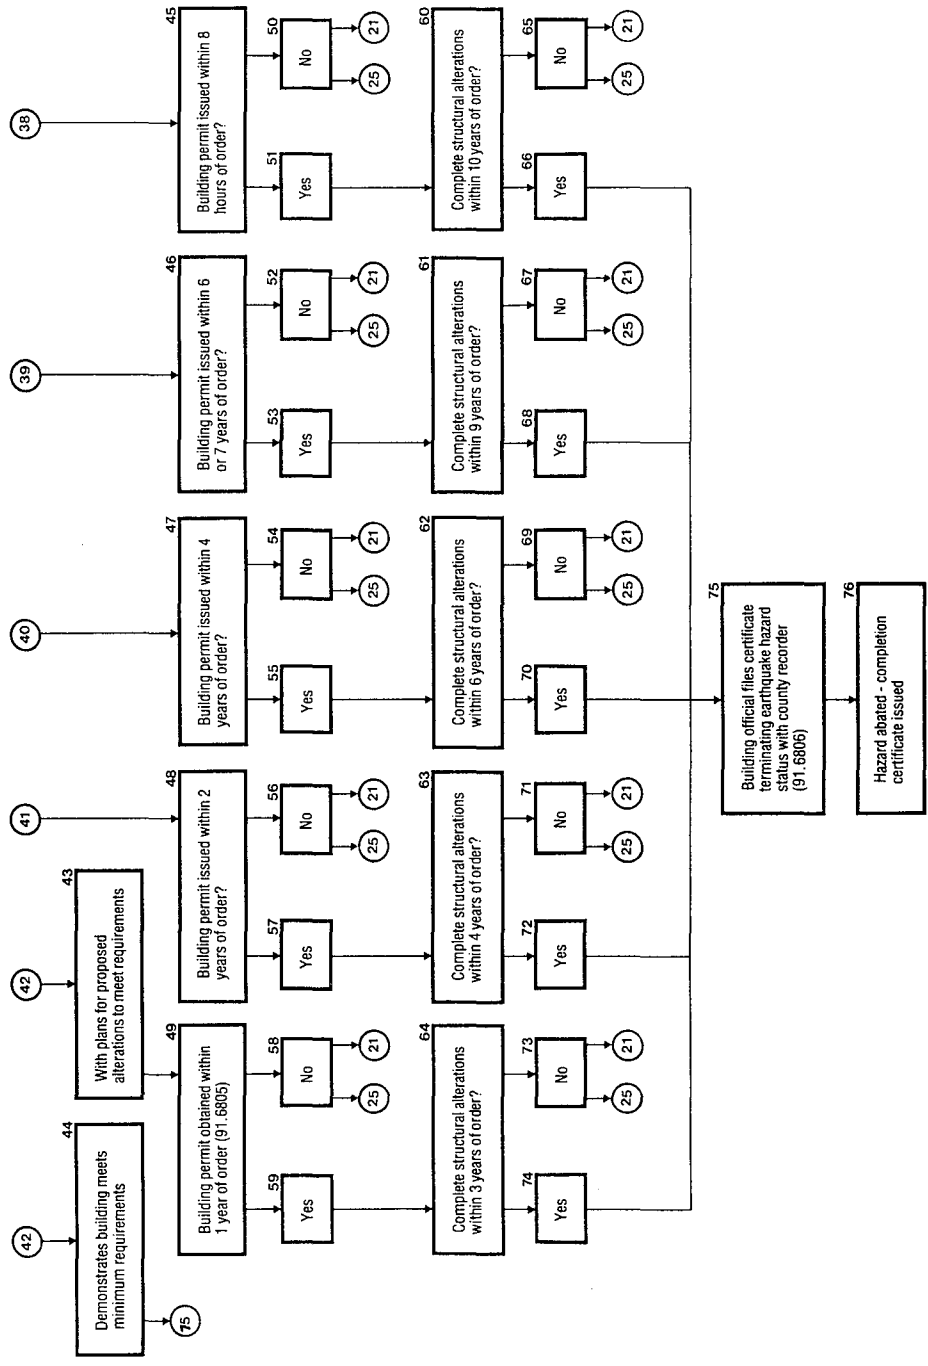 42
44
Demonstrates building meets
minimum requirements
75
42
43
With plans for proposed
alterations to meet requirements
41
40
39
38
49
Building permit obtained within
1 year of order (91.6805)
48
Building permit issued within 2
years of order?
47
Building permit issued within 4
years of order?
46
Building permit issued within 6
or 7 years of order?
45
Building permit issued within 8
hours of order?
59
Yes
58
No
25
21
57
Yes
56
No
25
21
55
Yes
54
No
25
21
53
Yes
52
No
25
21
51
Yes
50
No
25
21
64
Complete structural alterations
within 3 years of order?
63
Complete structural alterations
within 4 years of order?
62
Complete structural alterations
within 6 years of order?
61
Complete structural alterations
within 9 years of order?
60
Complete structural alterations
within 10 years of order?
74
Yes
73
No
25
21
72
Yes
71
No
25
21
70
Yes
69
No
25
21
68
Yes
67
No
25
21
66
Yes
65
No
25
21
75
Building official files certificate
terminating earthquake hazard
status with county recorder
(91.6806)
76
Hazard abated - completion
certificate issued